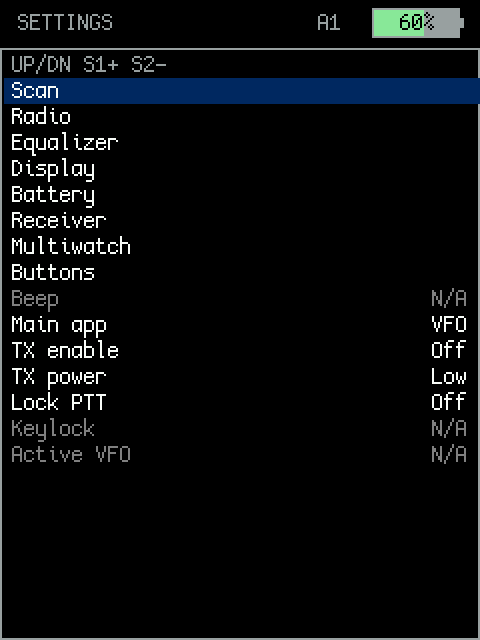 SETTINGS A1 60%
UP/DN S1+ S2-
Scan
Radio
Equalizer
Display
Battery
Receiver
Multiwatch
Buttons
Beep N/A
Main app VFO
TX enable Off
TX power Low
Lock PTT Off
Keylock N/A
Active VFO N/A